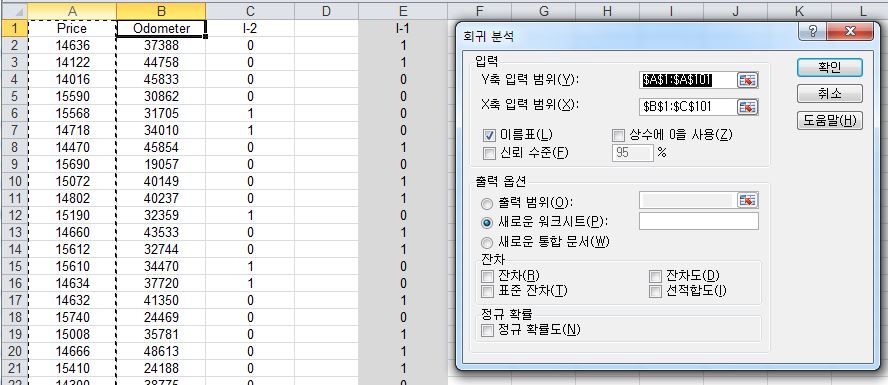 A B C D E F G H I J K L
1 Price Odometer I-2 I-1
2 14636 37388 0 1
3 14122 44758 0 1
4 14016 45833 0 0
5 15590 30862 0 0
6 15568 31705 1 0
7 14718 34010 1 0
8 14470 45854 0 1
9 15690 19057 0 0
10 15072 40149 0 1
11 14802 40237 0 1
12 15190 32359 1 0
13 14660 43533 0 1
14 15612 32744 0 1
15 15610 34470 1 0
16 14634 37720 1 0
17 14632 41350 0 0
18 15740 24469 0 0
19 15008 35781 0 1
20 14666 48613 0 1
21 15410 24188 0 1
22 14300 38775 0 0
회귀 분석
입력
Y축 입력 범위(Y): $A$1:$A$101
X축 입력 범위(X): $B$1:$C$101
이름표(L) 상수에 0을 사용(Z)
신뢰 수준(F) 95 %
확인
취소
도움말(H)
출력 옵션
출력 범위(O):
새로운 워크시트(P):
새로운 통합 문서(W)
잔차
잔차(R) 잔차도(D)
표준 잔차(T) 선적합도(I)
정규 확률
정규 확률도(N)